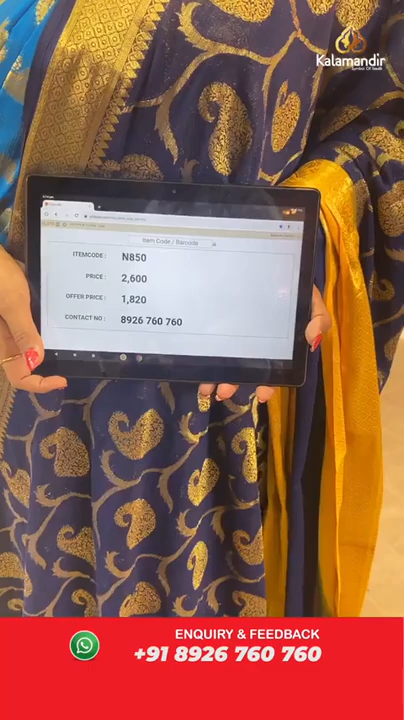 Kalamandir
Item Code / Barcode
ITEMCODE : N850
PRICE : 2,600
OFFER PRICE : 1,820
CONTACT NO : 8926 760 760
ENQUIRY & FEEDBACK
+91 8926 760 760